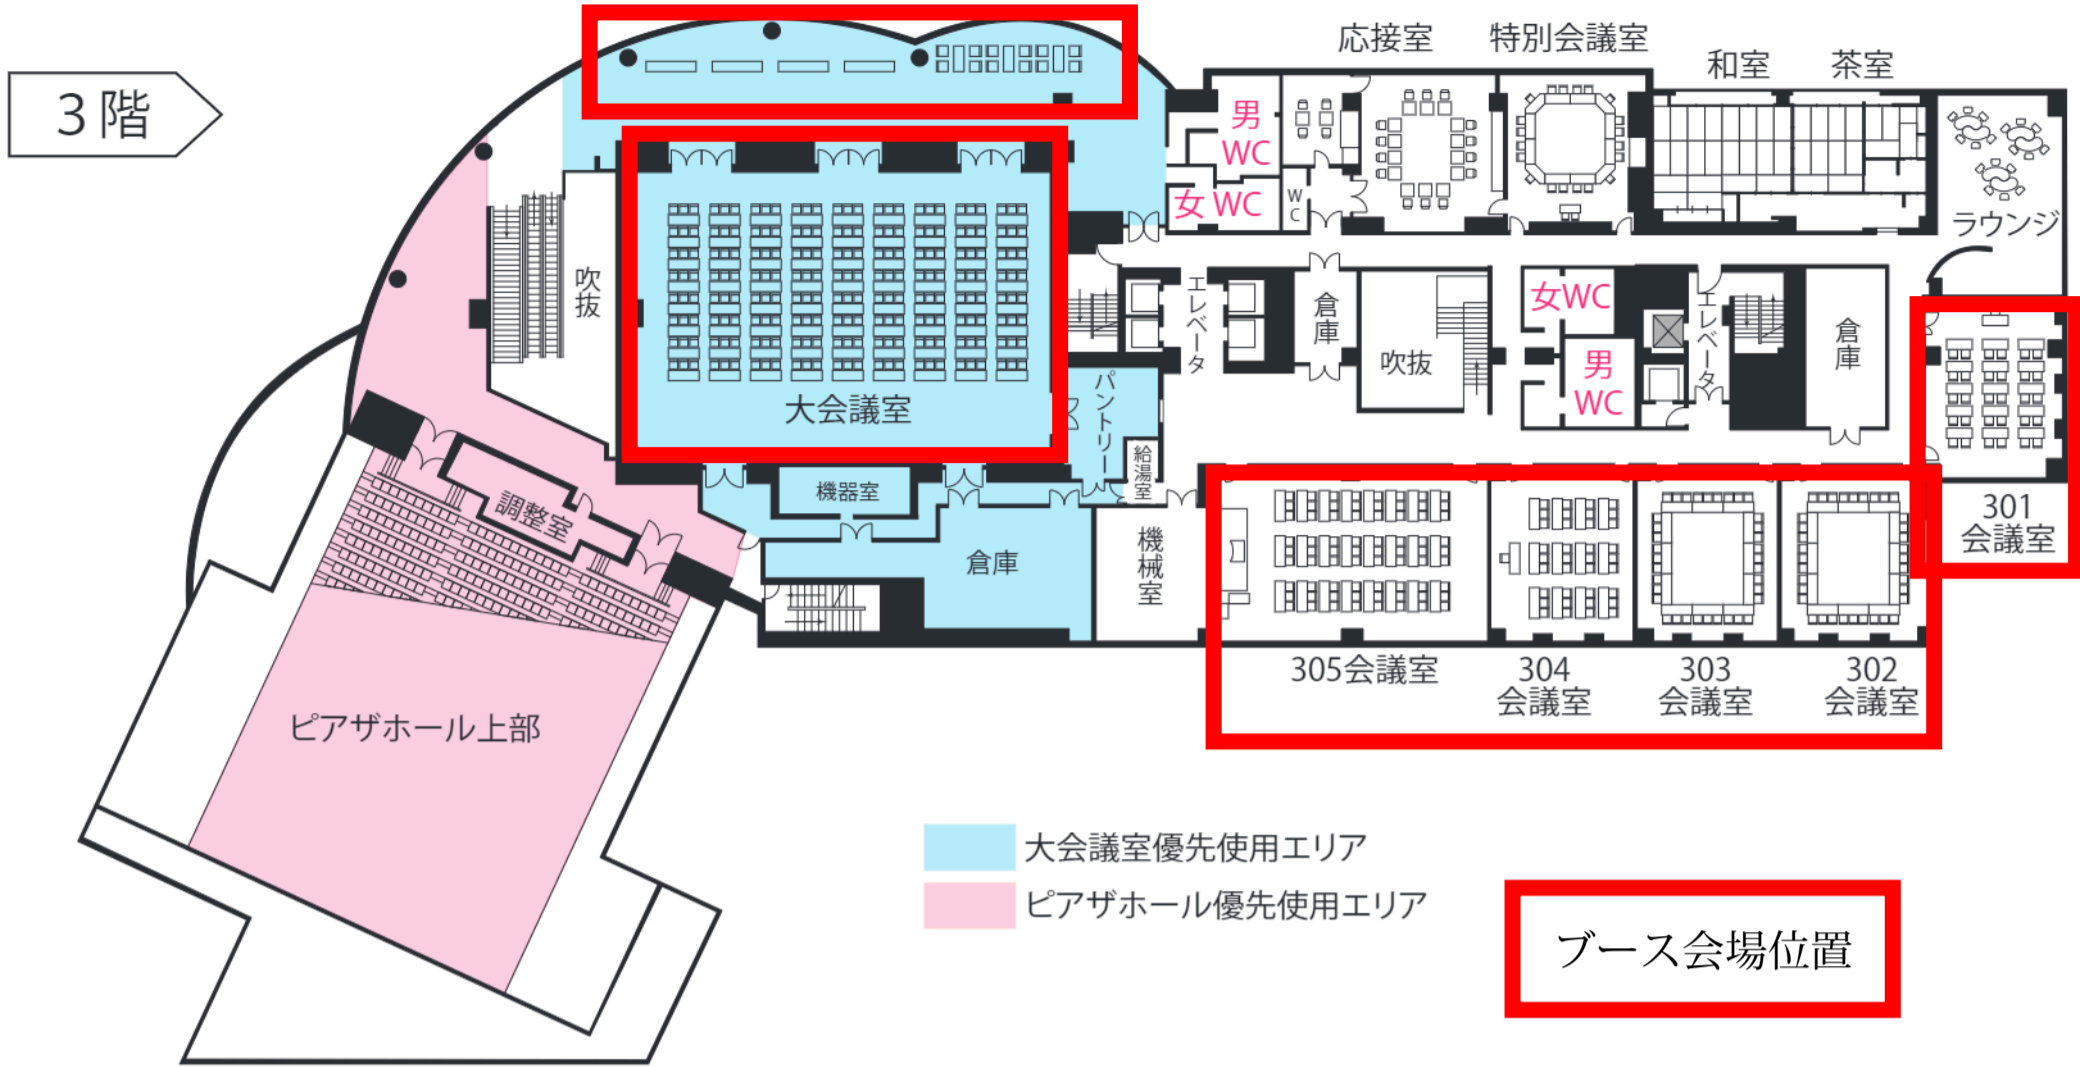 3階
応接室
特別会議室
和室
茶室
男
WC
女 WC
WC
ラウンジ
吹抜
エレベータ
倉庫
吹抜
女WC
男
WC
エレベータ
倉庫
大会議室
パントリー
給湯室
機器室
調整室
倉庫
機械室
301
会議室
305会議室
304
会議室
303
会議室
302
会議室
ピアザホール上部
大会議室優先使用エリア
ピアザホール優先使用エリア
ブース会場位置